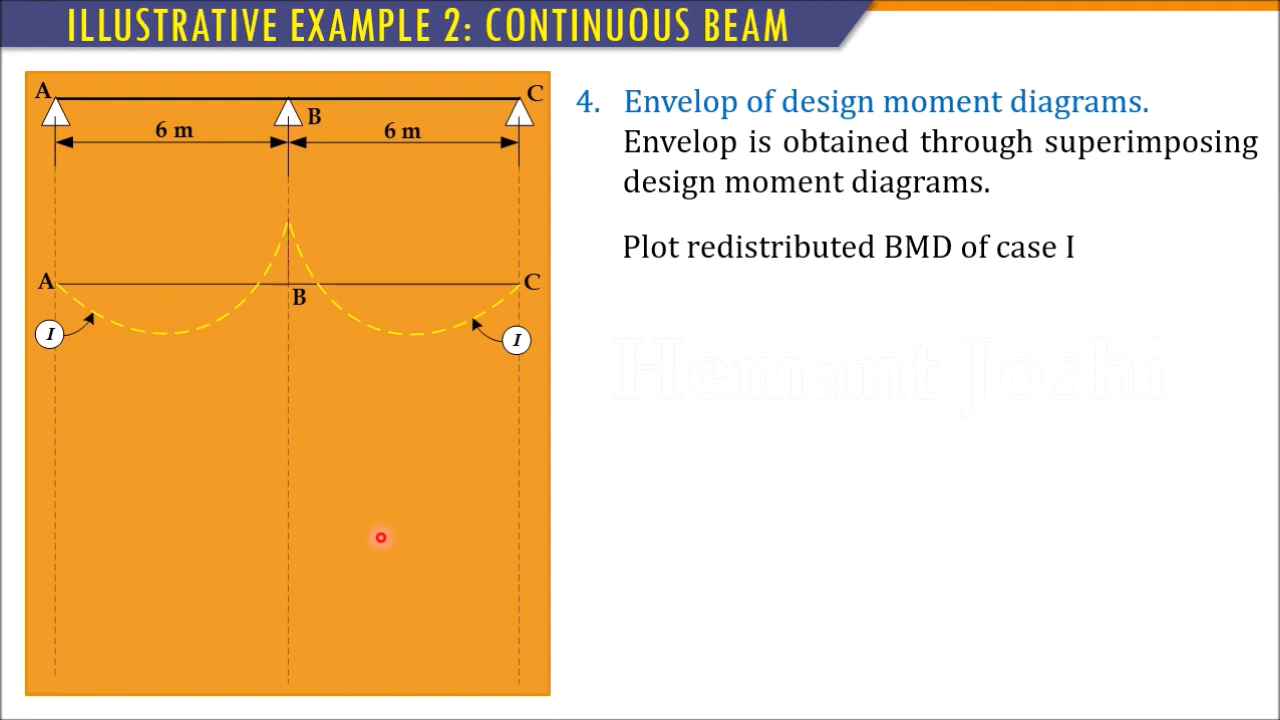 ILLUSTRATIVE EXAMPLE 2: CONTINUOUS BEAM
A
B
C
6 m
6 m
A
B
C
I
I
4. Envelop of design moment diagrams.
Envelop is obtained through superimposing
design moment diagrams.
Plot redistributed BMD of case I
Hemant Joshi